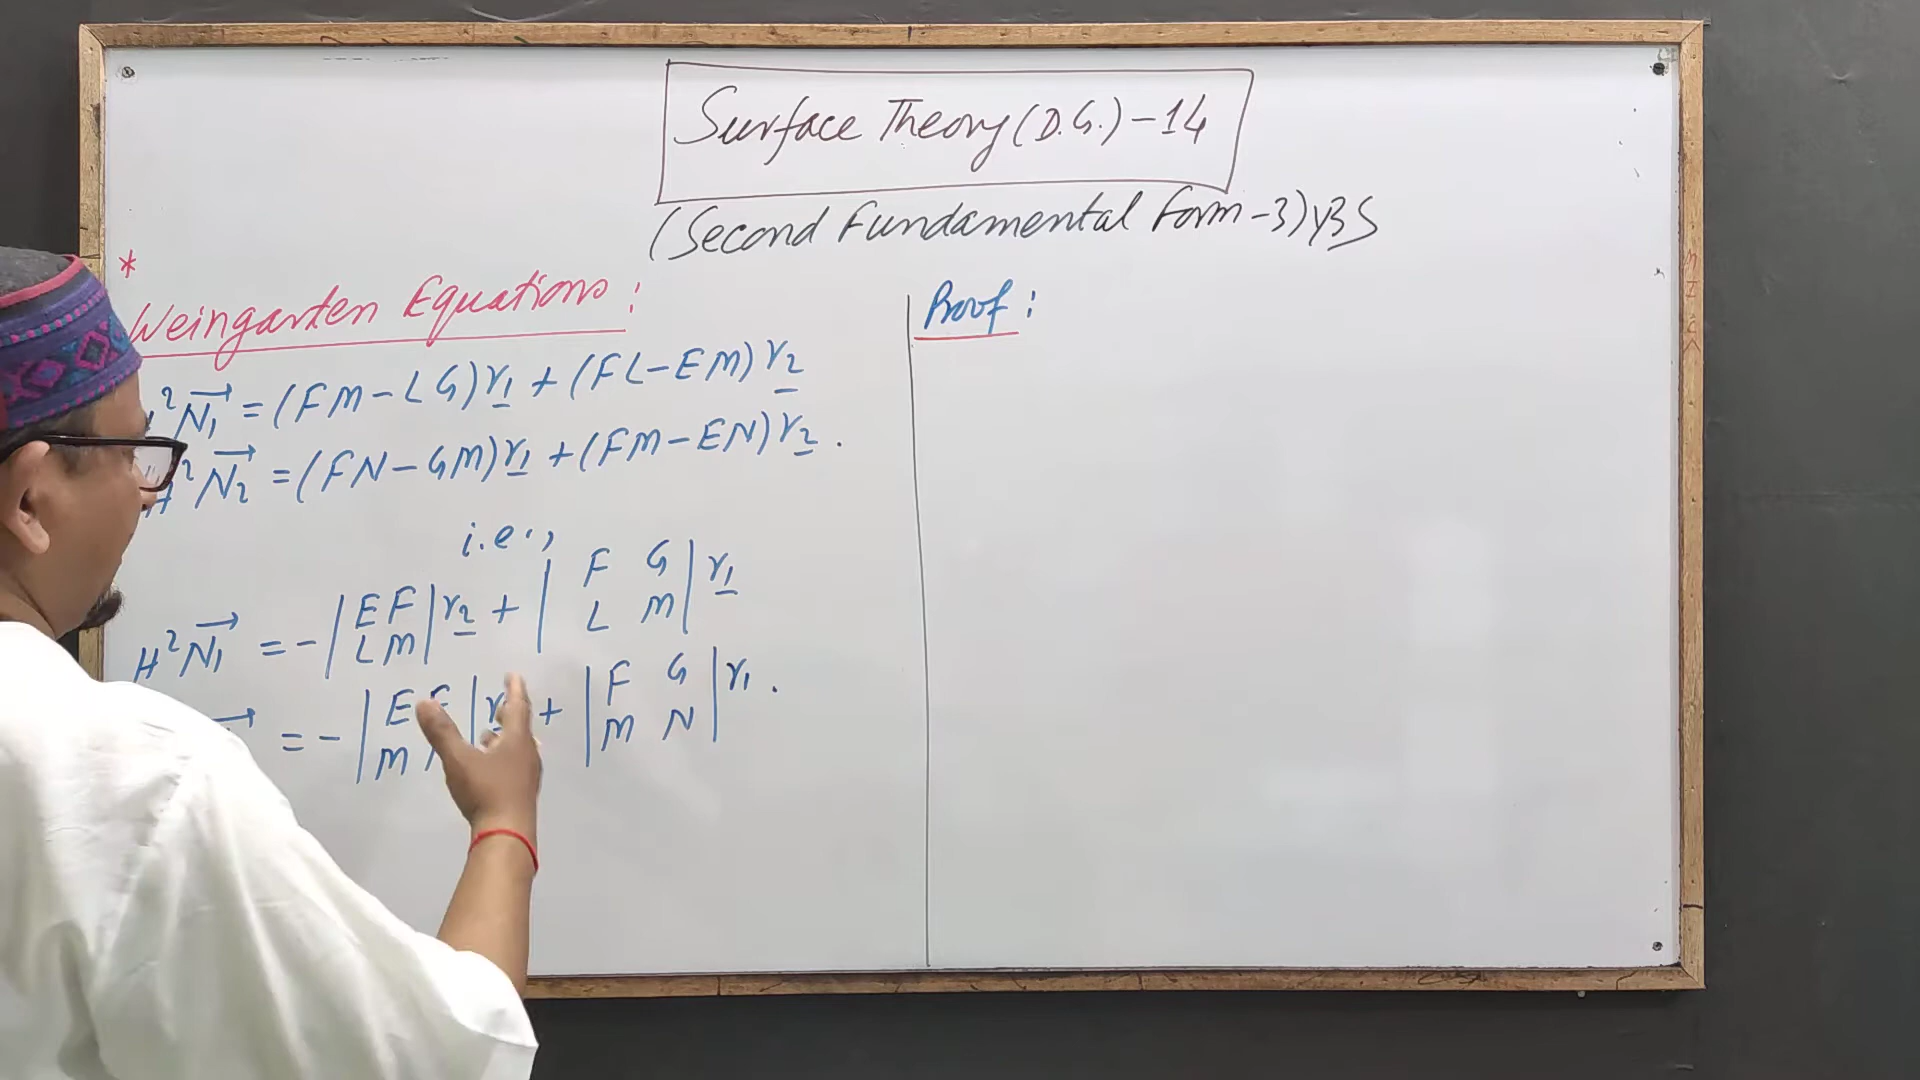 Surface Theory (D.G.) - 14
(Second Fundamental Form - 3) YBS
*
Weingarten Equations :
²N₁ = (FM - LG) r₁ + (FL - EM) r₂
H²N₂ = (FN - GM) r₁ + (FM - EN) r₂ .
i.e.,
H²N₁ = - |E F| r₂ + |F G| r₁
|L M| |L M|
= - |E F| r + |F G| r₁ .
|M |M N|
Proof :